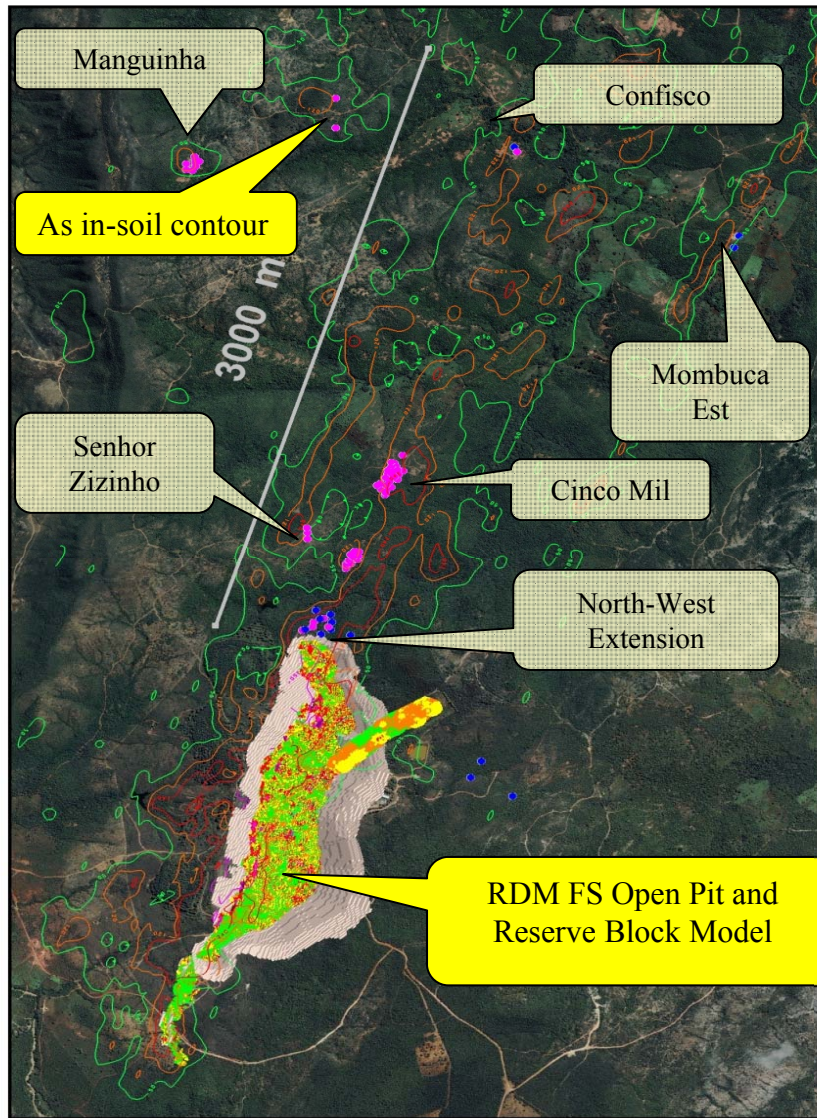 Manguinha
Confisco
As in-soil contour
3000 m
Mombuca
Est
Senhor
Zizinho
Cinco Mil
North-West
Extension
RDM FS Open Pit and
Reserve Block Model